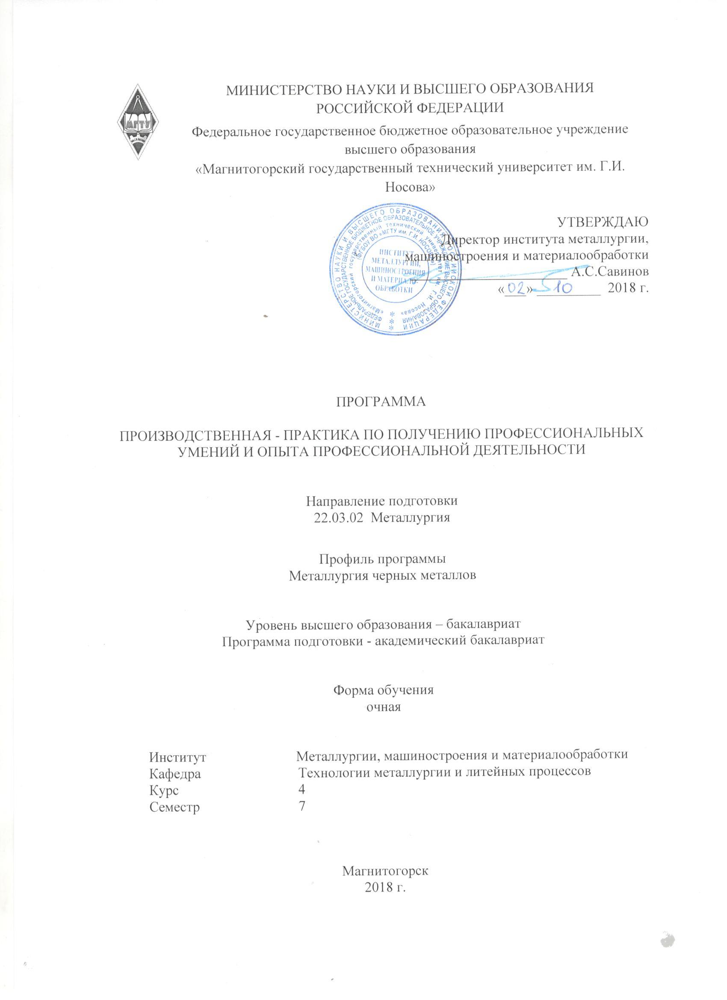 МИНИСТЕРСТВО НАУКИ И ВЫСШЕГО ОБРАЗОВАНИЯ
РОССИЙСКОЙ ФЕДЕРАЦИИ
Федеральное государственное бюджетное образовательное учреждение
высшего образования
«Магнитогорский государственный технический университет им. Г.И.
Носова»
МГТУ
им. Г.И. Носова
УТВЕРЖДАЮ
Директор института металлургии,
машиностроения и материалообработки
А.С.Савинов
«02» 10 2018 г.
МИНИСТЕРСТВО НАУКИ И ВЫСШЕГО ОБРАЗОВАНИЯ РОССИЙСКОЙ ФЕДЕРАЦИИ
ФЕДЕРАЛЬНОЕ ГОСУДАРСТВЕННОЕ БЮДЖЕТНОЕ ОБРАЗОВАТЕЛЬНОЕ УЧРЕЖДЕНИЕ ВЫСШЕГО ОБРАЗОВАНИЯ
«Магнитогорский государственный технический университет им. Г.И. Носова»
(ФГБОУ ВО «МГТУ им. Г.И. НОСОВА»)
ИНСТИТУТ
МЕТАЛЛУРГИИ,
МАШИНОСТРОЕНИЯ
И МАТЕРИАЛО-
ОБРАБОТКИ
ПРОГРАММА
ПРОИЗВОДСТВЕННАЯ - ПРАКТИКА ПО ПОЛУЧЕНИЮ ПРОФЕССИОНАЛЬНЫХ
УМЕНИЙ И ОПЫТА ПРОФЕССИОНАЛЬНОЙ ДЕЯТЕЛЬНОСТИ
Направление подготовки
22.03.02 Металлургия
Профиль программы
Металлургия черных металлов
Уровень высшего образования – бакалавриат
Программа подготовки - академический бакалавриат
Форма обучения
очная
Институт Металлургии, машиностроения и материалообработки
Кафедра Технологии металлургии и литейных процессов
Курс 4
Семестр 7
Магнитогорск
2018 г.